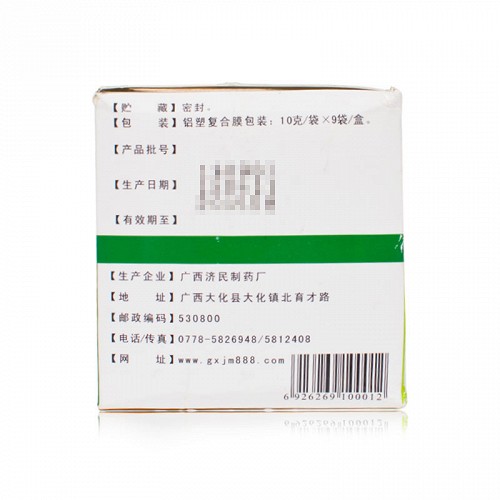 【贮　藏】密封。
【包　装】铝塑复合膜包装：10克/袋×9袋/盒。
【产品批号】
【生产日期】
【有效期至】
【生产企业】广西济民制药厂
【地　址】广西大化县大化镇北育才路
【邮政编码】530800
【电话/传真】0778-5826948/5812408
【网　址】www.gxjm888.com
6926269100012